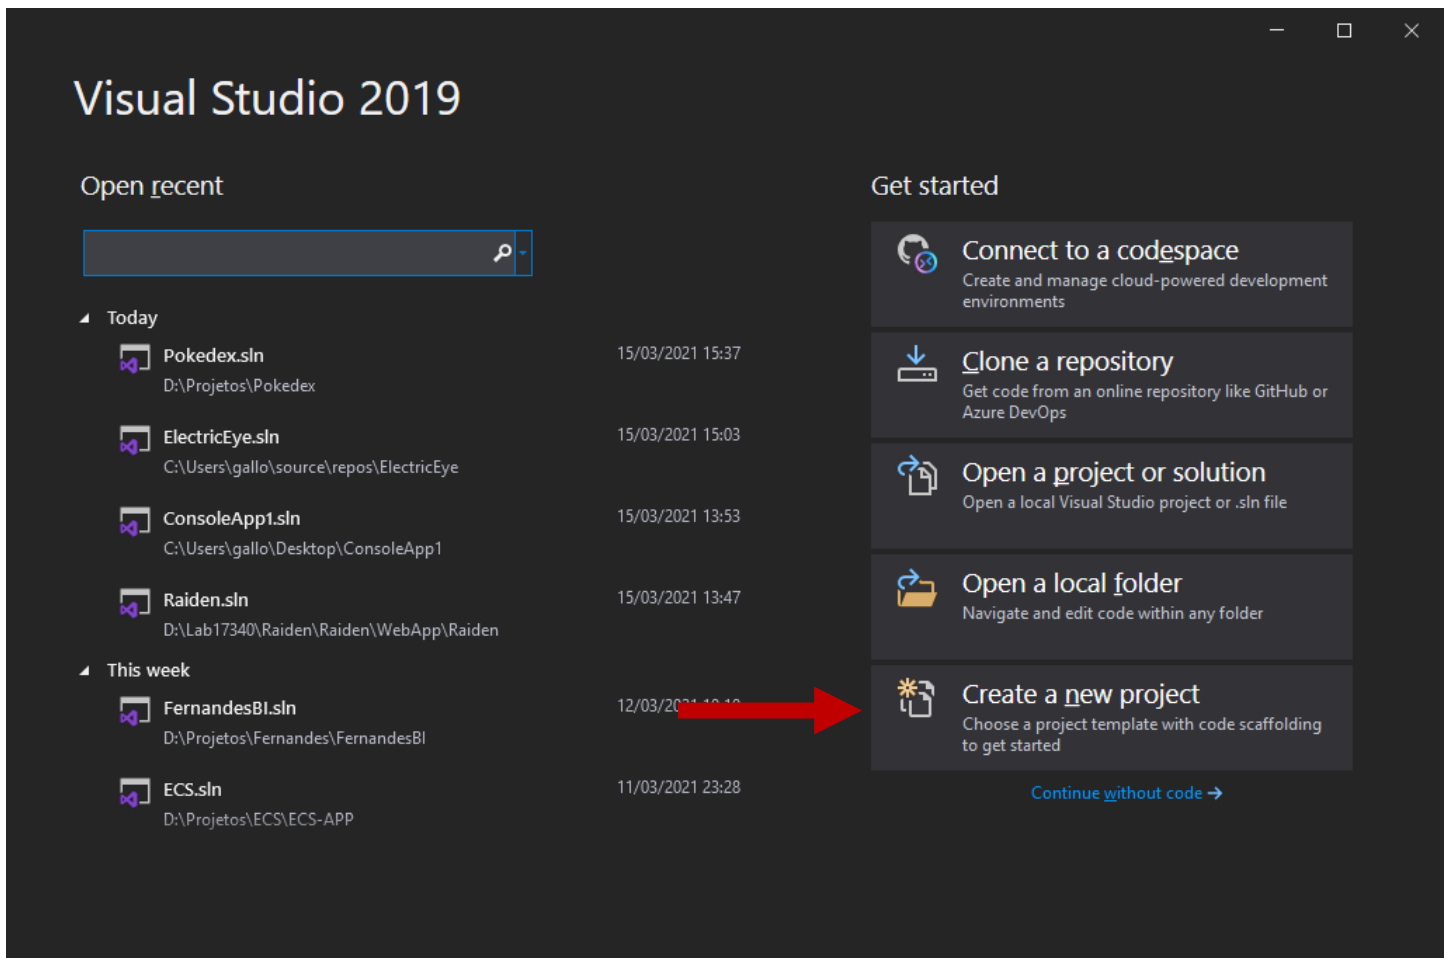 Visual Studio 2019
Open recent
Today
Pokedex.sln
15/03/2021 15:37
D:\Projetos\Pokedex
ElectricEye.sln
15/03/2021 15:03
C:\Users\gallo\source\repos\ElectricEye
ConsoleApp1.sln
15/03/2021 13:53
C:\Users\gallo\Desktop\ConsoleApp1
Raiden.sln
15/03/2021 13:47
D:\Lab17340\Raiden\Raiden\WebApp\Raiden
This week
FernandesBI.sln
D:\Projetos\Fernandes\FernandesBI
ECS.sln
11/03/2021 23:28
D:\Projetos\ECS\ECS-APP
Get started
Connect to a codespace
Create and manage cloud-powered development
environments
Clone a repository
Get code from an online repository like GitHub or
Azure DevOps
Open a project or solution
Open a local Visual Studio project or .sln file
Open a local folder
Navigate and edit code within any folder
Create a new project
Choose a project template with code scaffolding
to get started
Continue without code